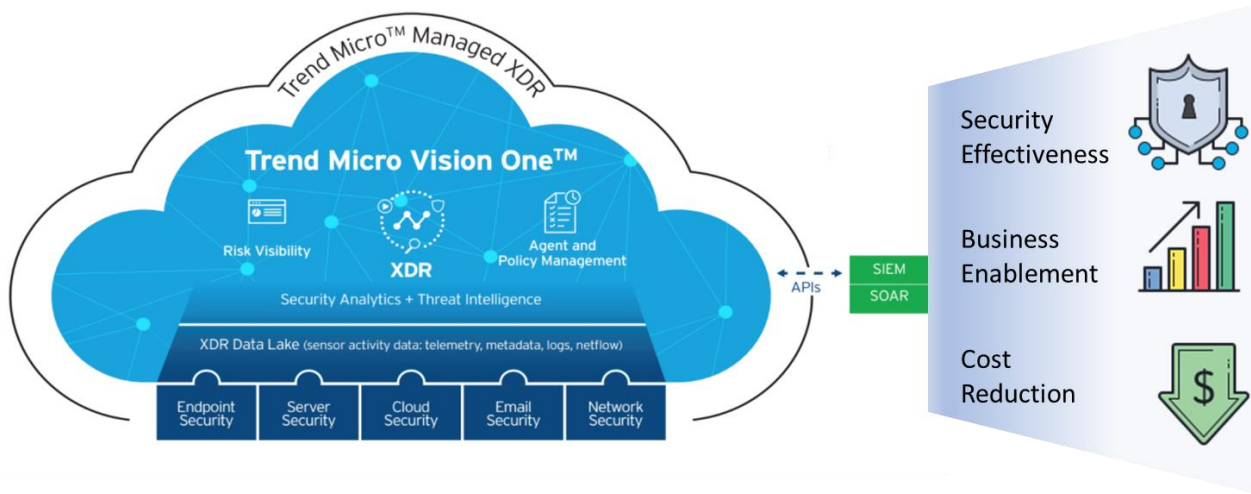 Trend Micro™ Managed XDR
Trend Micro Vision One™
Risk Visibility
XDR
Agent and
Policy Management
Security Analytics + Threat Intelligence
XDR Data Lake (sensor activity data: telemetry, metadata, logs, netflow)
Endpoint
Security
Server
Security
Cloud
Security
Email
Security
Network
Security
APIs
SIEM
SOAR
Security
Effectiveness
Business
Enablement
Cost
Reduction
$